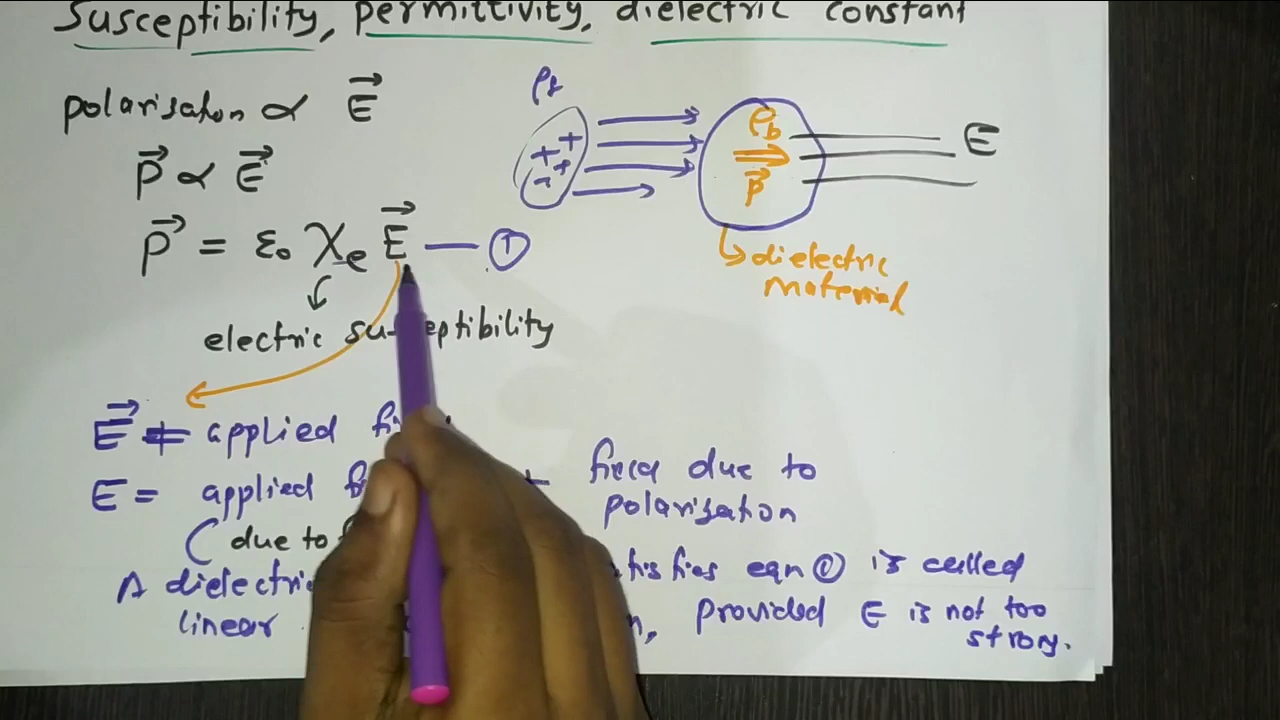 Susceptibility, permittivity, dielectric constant
polarisation ∝ E⃗
P⃗ ∝ E⃗
P⃗ = ε₀ χₑ E⃗ — ①
electric susceptibility
ρf
+ + + +
ρb
P⃗
E
dielectric
material
E⃗ ≠ applied
E = applied + field due to
polarisation
due to
A dielectric eqn ① is called
linear provided E is not too
strong.